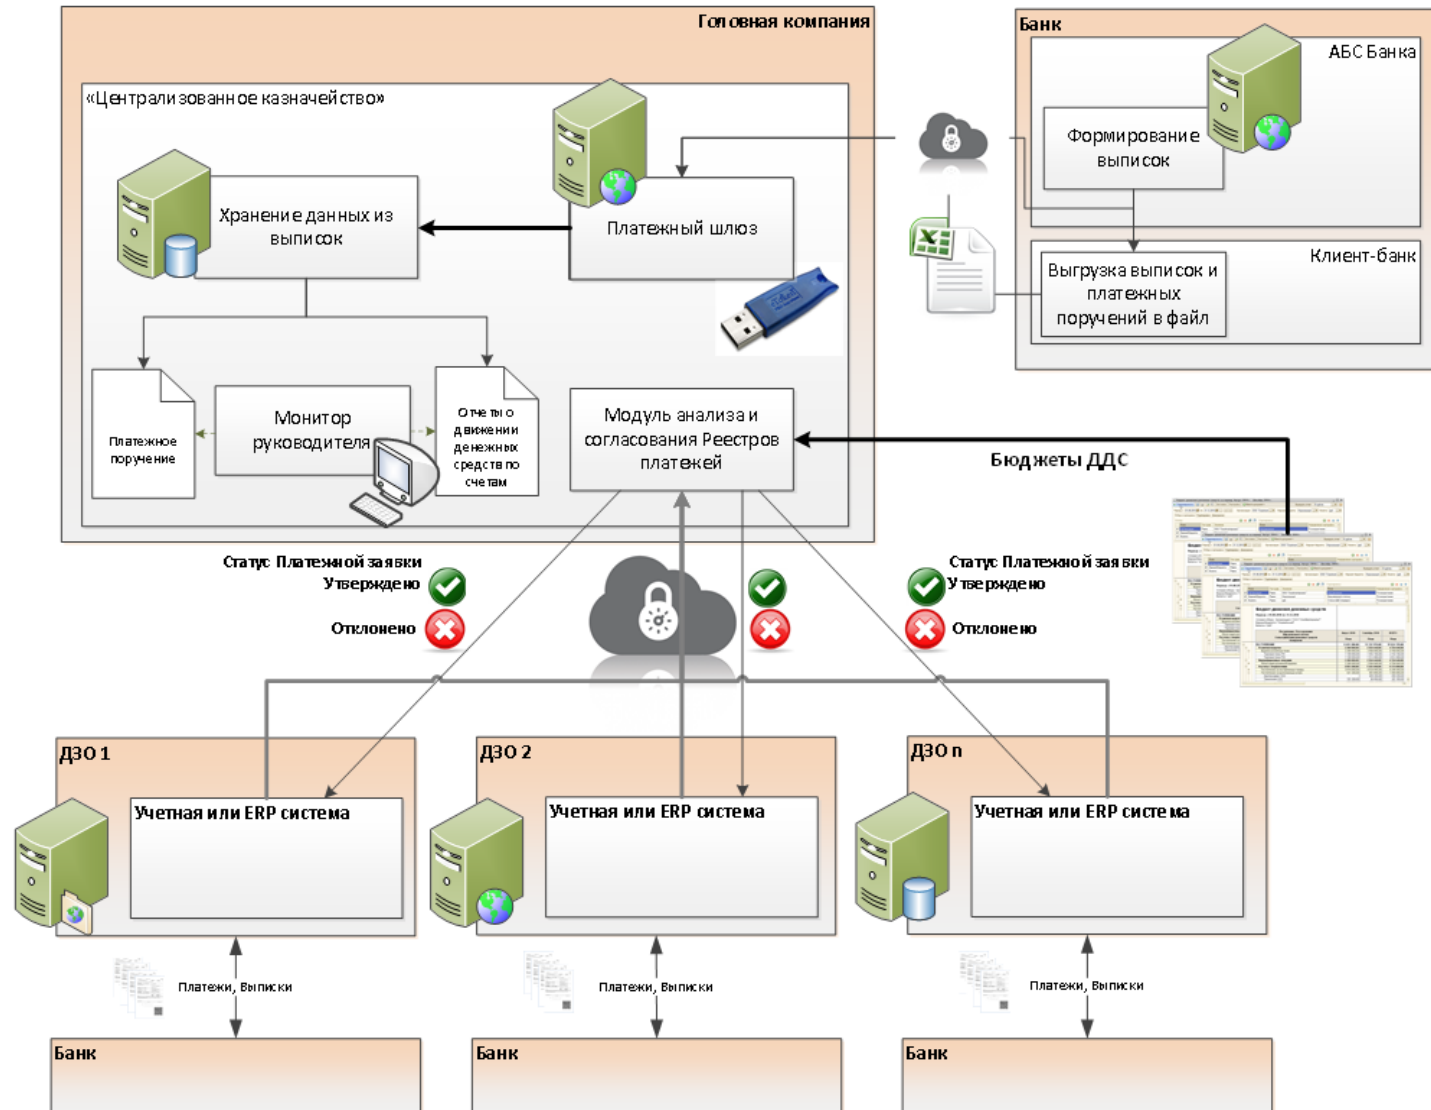 Головная компания
«Централизованное казначейство»
Хранение данных из
выписок
Платежный шлюз
Платежное
поручение
Монитор
руководителя
Отчеты о
движении
денежных
средств по
счетам
Модуль анализа и
согласования Реестров
платежей
Банк
АБС Банка
Формирование
выписок
Клиент-банк
Выгрузка выписок и
платежных
поручений в файл
Бюджеты ДДС
Статус Платежной заявки
Утверждено
Отклонено
Статус Платежной заявки
Утверждено
Отклонено
ДЗО 1
Учетная или ERP система
ДЗО 2
Учетная или ERP система
ДЗО n
Учетная или ERP система
Платежи, Выписки
Платежи, Выписки
Платежи, Выписки
Банк
Банк
Банк